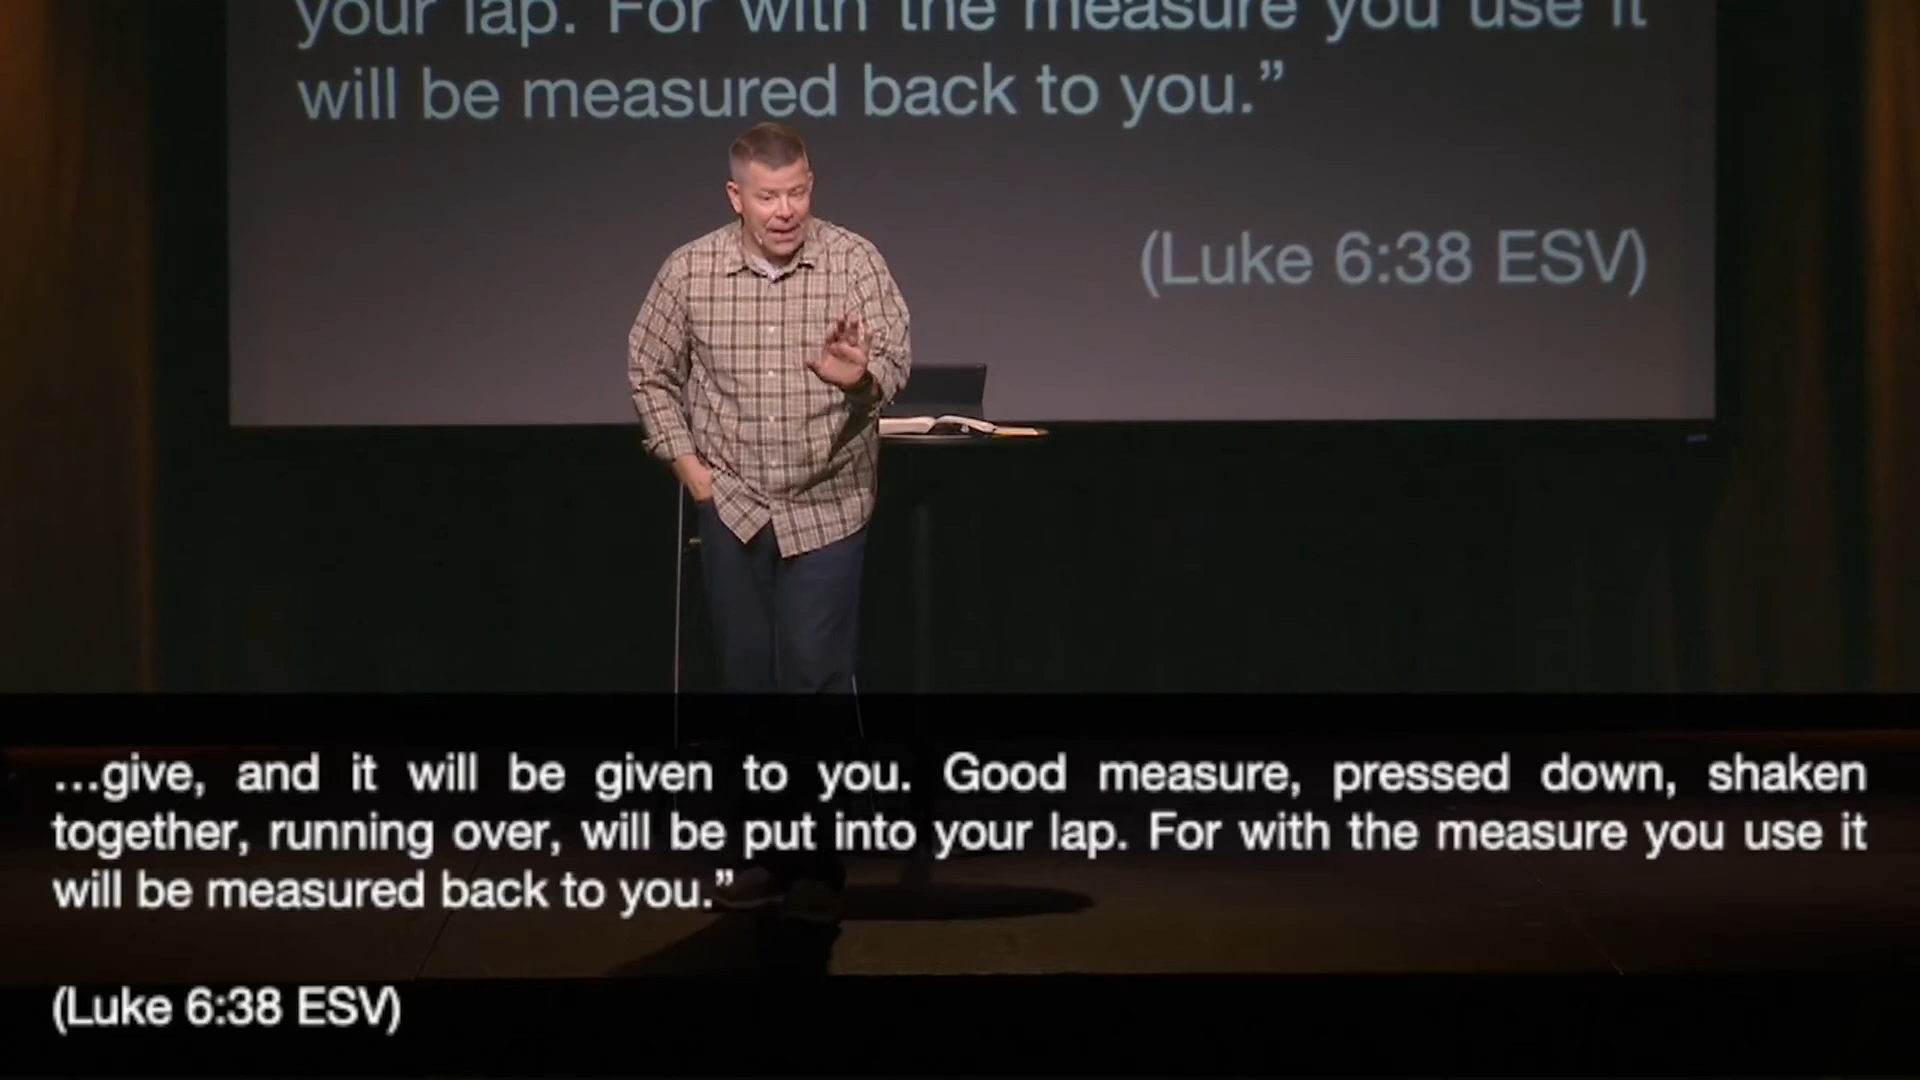 your lap. For with the measure you use it
will be measured back to you.”
(Luke 6:38 ESV)
…give, and it will be given to you. Good measure, pressed down, shaken
together, running over, will be put into your lap. For with the measure you use it
will be measured back to you.”
(Luke 6:38 ESV)